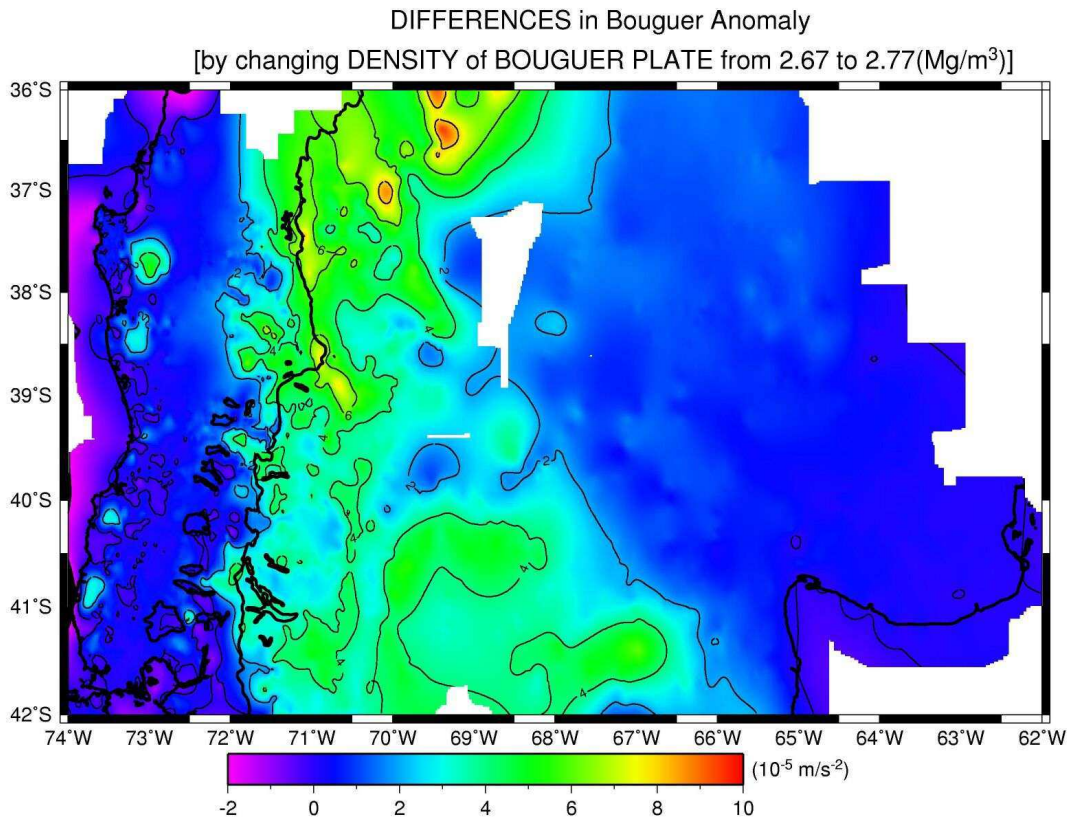 DIFFERENCES in Bouguer Anomaly
[by changing DENSITY of BOUGUER PLATE from 2.67 to 2.77(Mg/m³)]
36°S
37°S
38°S
39°S
40°S
41°S
42°S
74°W 73°W 72°W 71°W 70°W 69°W 68°W 67°W 66°W 65°W 64°W 63°W 62°W
(10⁻⁵ m/s⁻²)
-2 0 2 4 6 8 10